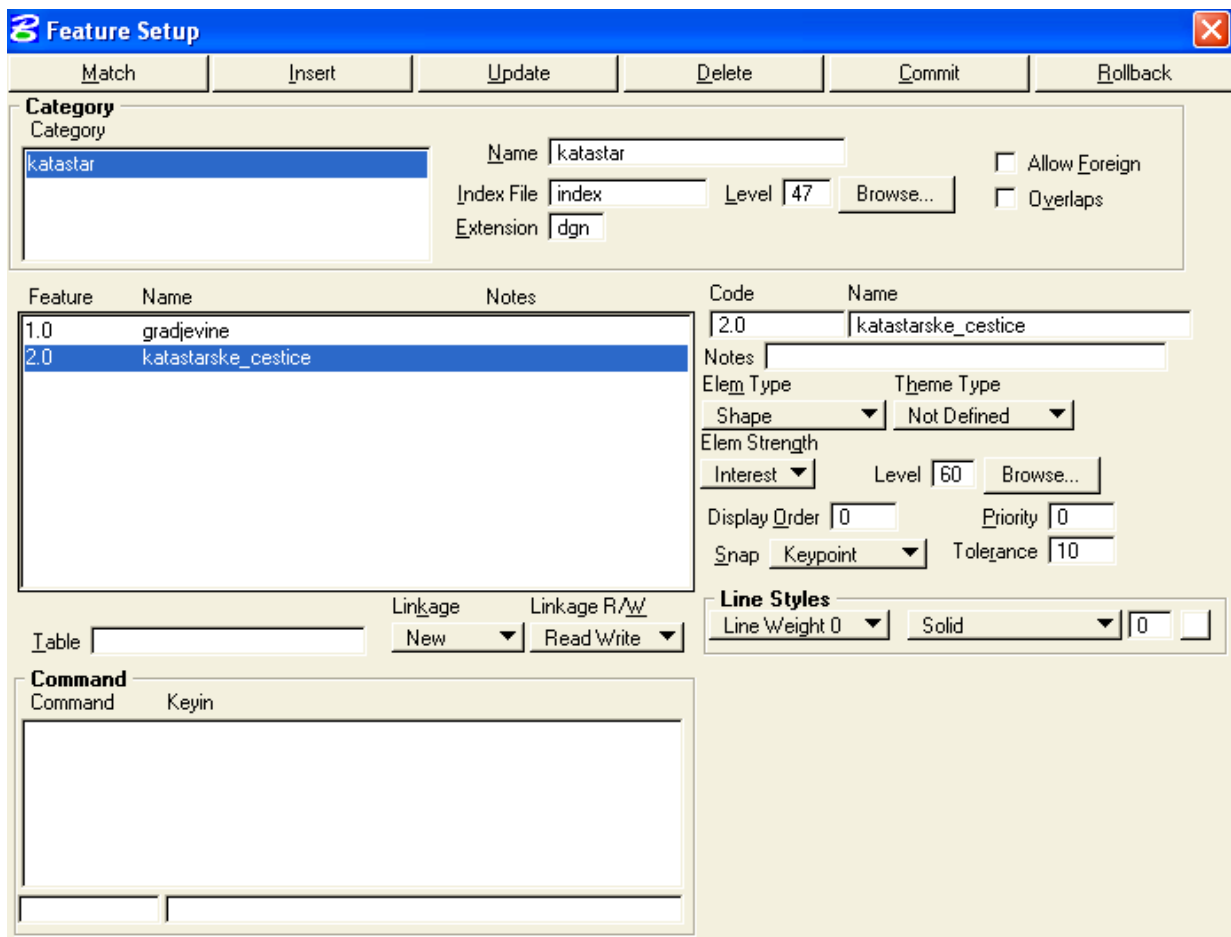 Feature Setup
Match Insert Update Delete Commit Rollback
Category
Category
katastar
Name katastar
Allow Foreign
Index File index Level 47 Browse...
Overlaps
Extension dgn
Feature Name Notes
1.0 gradjevine
2.0 katastarske_cestice
Code Name
2.0 katastarske_cestice
Notes
Elem Type Theme Type
Shape Not Defined
Elem Strength
Interest Level 60 Browse...
Display Order 0 Priority 0
Snap Keypoint Tolerance 10
Linkage Linkage R/W
Table New Read Write
Line Styles
Line Weight 0 Solid 0
Command
Command Keyin